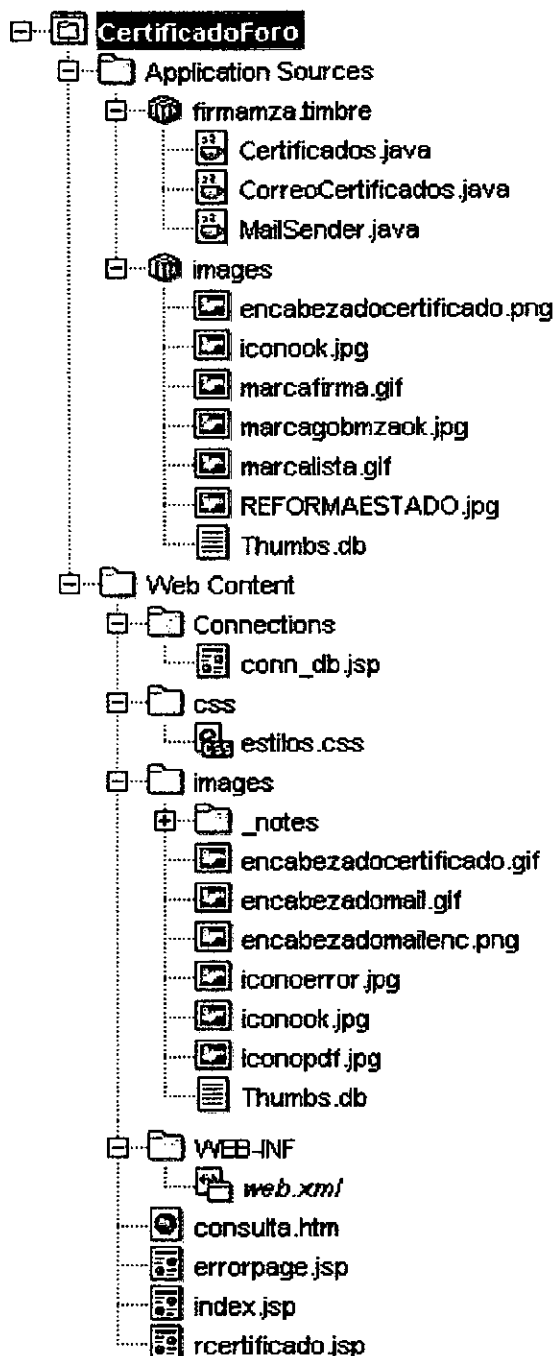 CertificadoForo
Application Sources
firmamza.timbre
Certificados.java
CorreoCertificados.java
MailSender.java
images
encabezadocertificado.png
iconook.jpg
marcafirma.gif
marcagobmzaok.jpg
marcalista.gif
REFORMAESTADO.jpg
Thumbs.db
Web Content
Connections
conn_db.jsp
css
estilos.css
images
_notes
encabezadocertificado.gif
encabezadomail.gif
encabezadomailenc.png
iconoerror.jpg
iconook.jpg
iconopdf.jpg
Thumbs.db
WEB-INF
web.xml
consulta.htm
errorpage.jsp
index.jsp
rcertificado.jsp